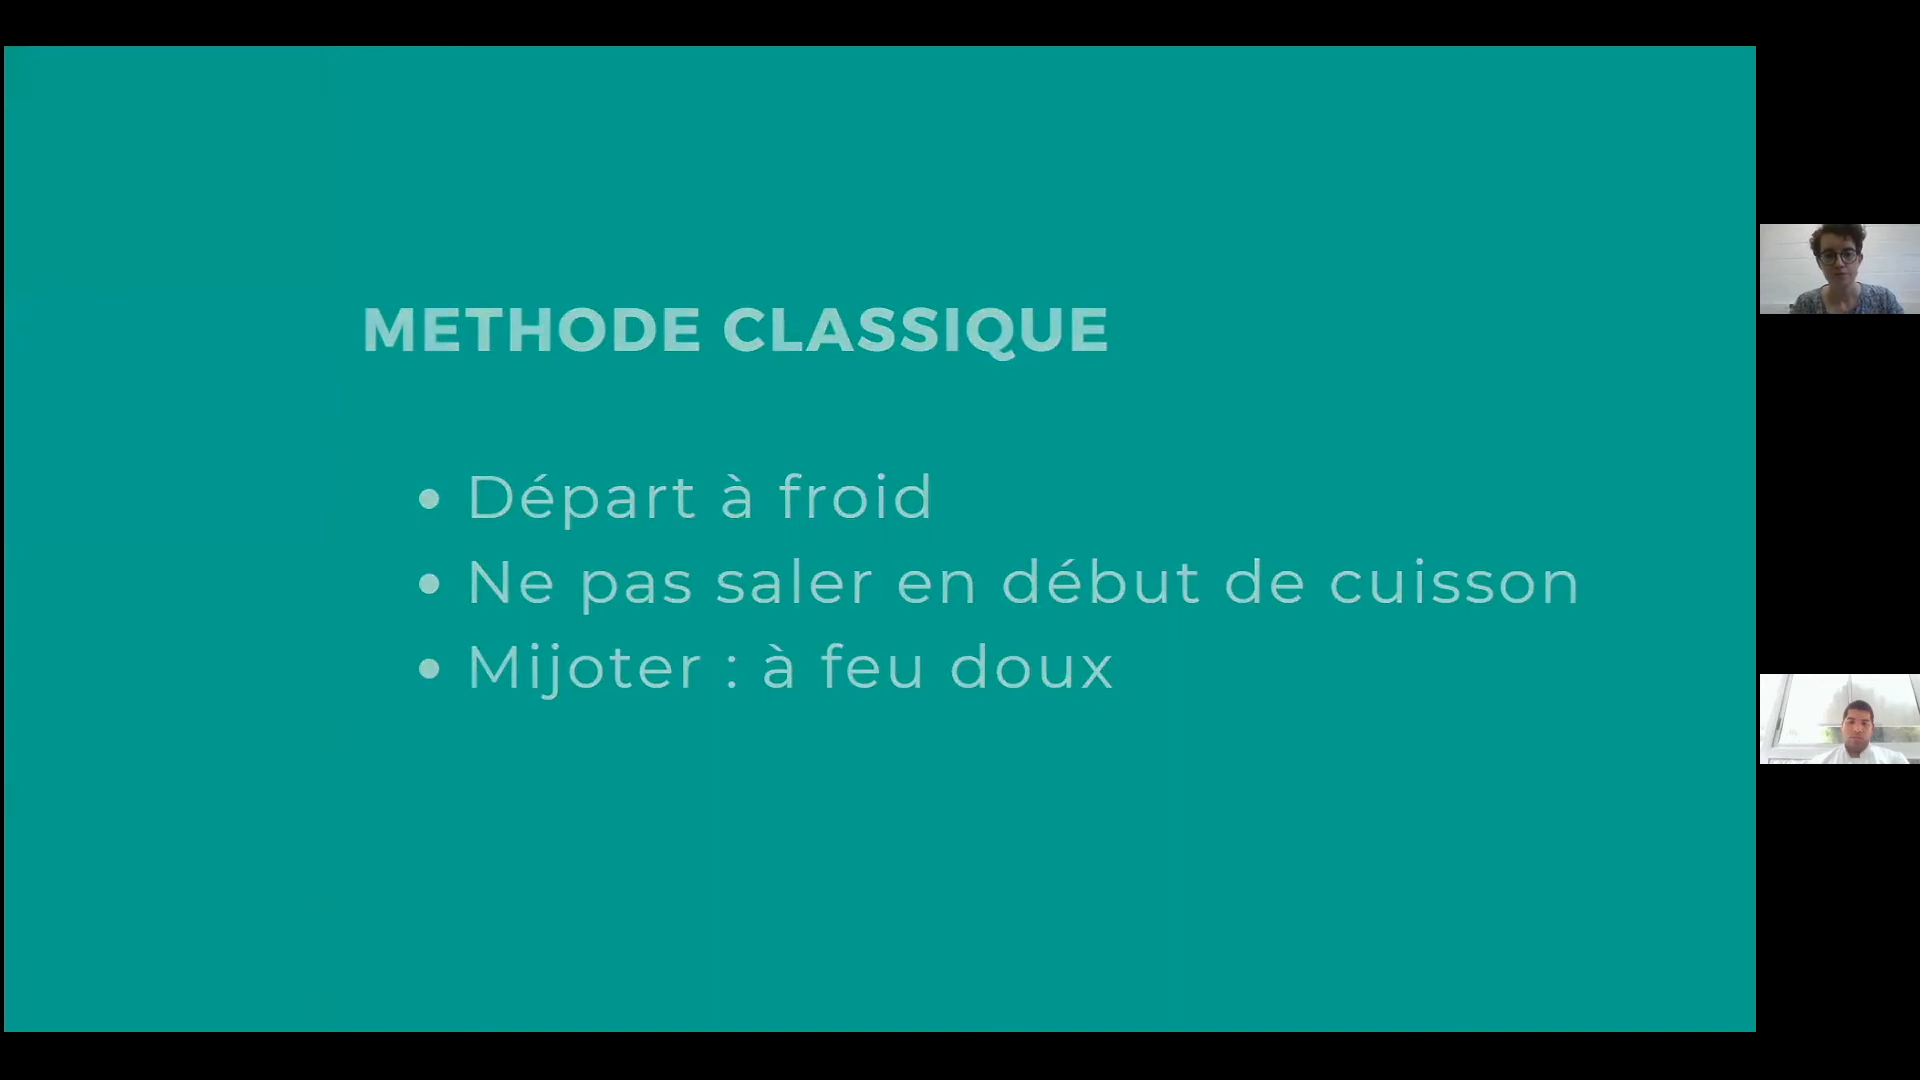 METHODE CLASSIQUE
Départ à froid
Ne pas saler en début de cuisson
Mijoter : à feu doux